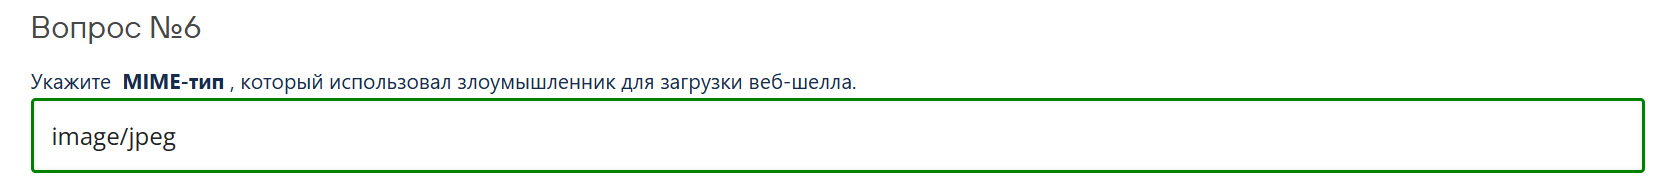 Вопрос №6
Укажите MIME-тип , который использовал злоумышленник для загрузки веб-шелла.
image/jpeg